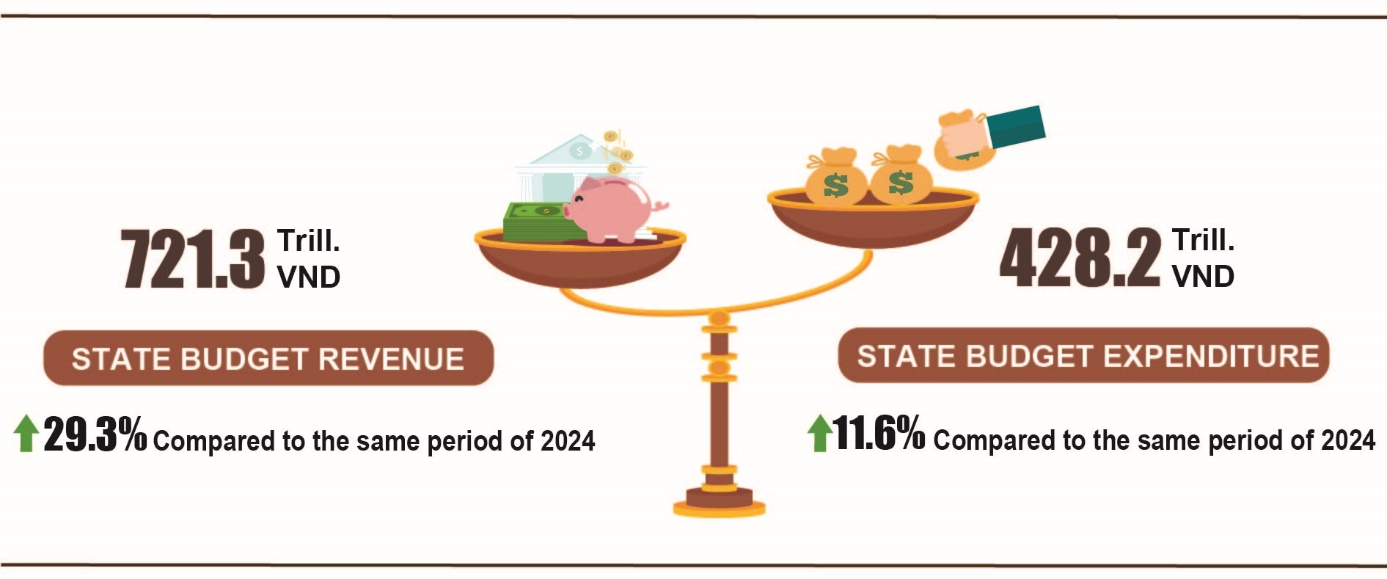 721.3 Trill.
VND
STATE BUDGET REVENUE
29.3% Compared to the same period of 2024
$
$
$
$
428.2 Trill.
VND
STATE BUDGET EXPENDITURE
11.6% Compared to the same period of 2024